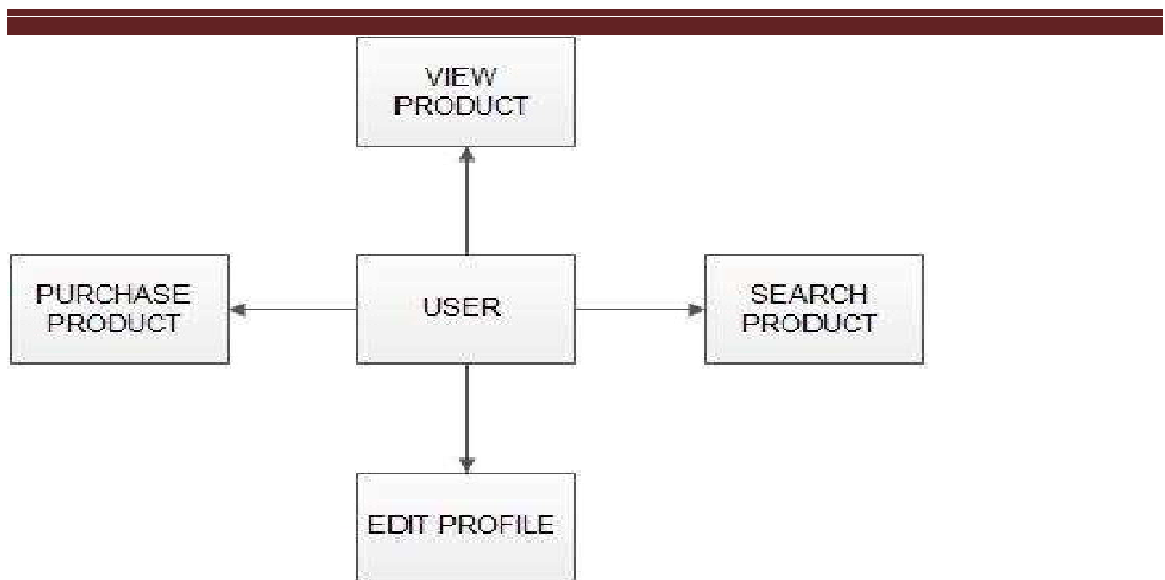 VIEW
PRODUCT
PURCHASE
PRODUCT
USER
SEARCH
PRODUCT
EDIT PROFILE